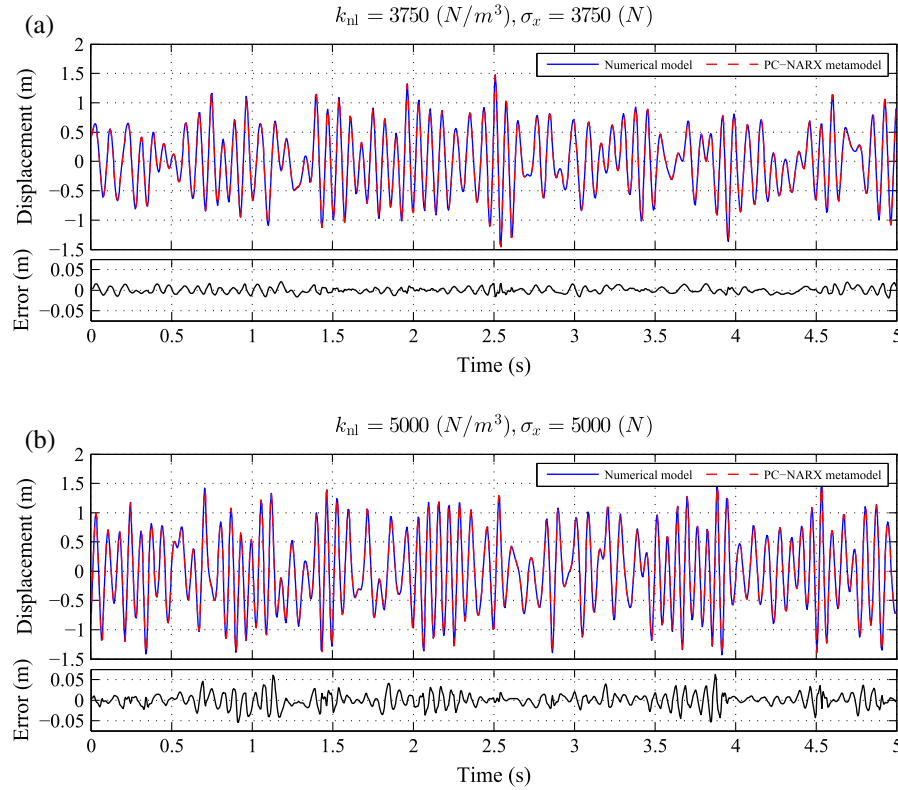 (a)
k_nl = 3750 (N/m³), σ_x = 3750 (N)
Numerical model PC−NARX metamodel
Displacement (m)
2
1.5
1
0.5
0
−0.5
−1
−1.5
Error (m)
0.05
0
−0.05
0 0.5 1 1.5 2 2.5 3 3.5 4 4.5 5
Time (s)
(b)
k_nl = 5000 (N/m³), σ_x = 5000 (N)
Numerical model PC−NARX metamodel
Displacement (m)
2
1.5
1
0.5
0
−0.5
−1
−1.5
Error (m)
0.05
0
−0.05
0 0.5 1 1.5 2 2.5 3 3.5 4 4.5 5
Time (s)